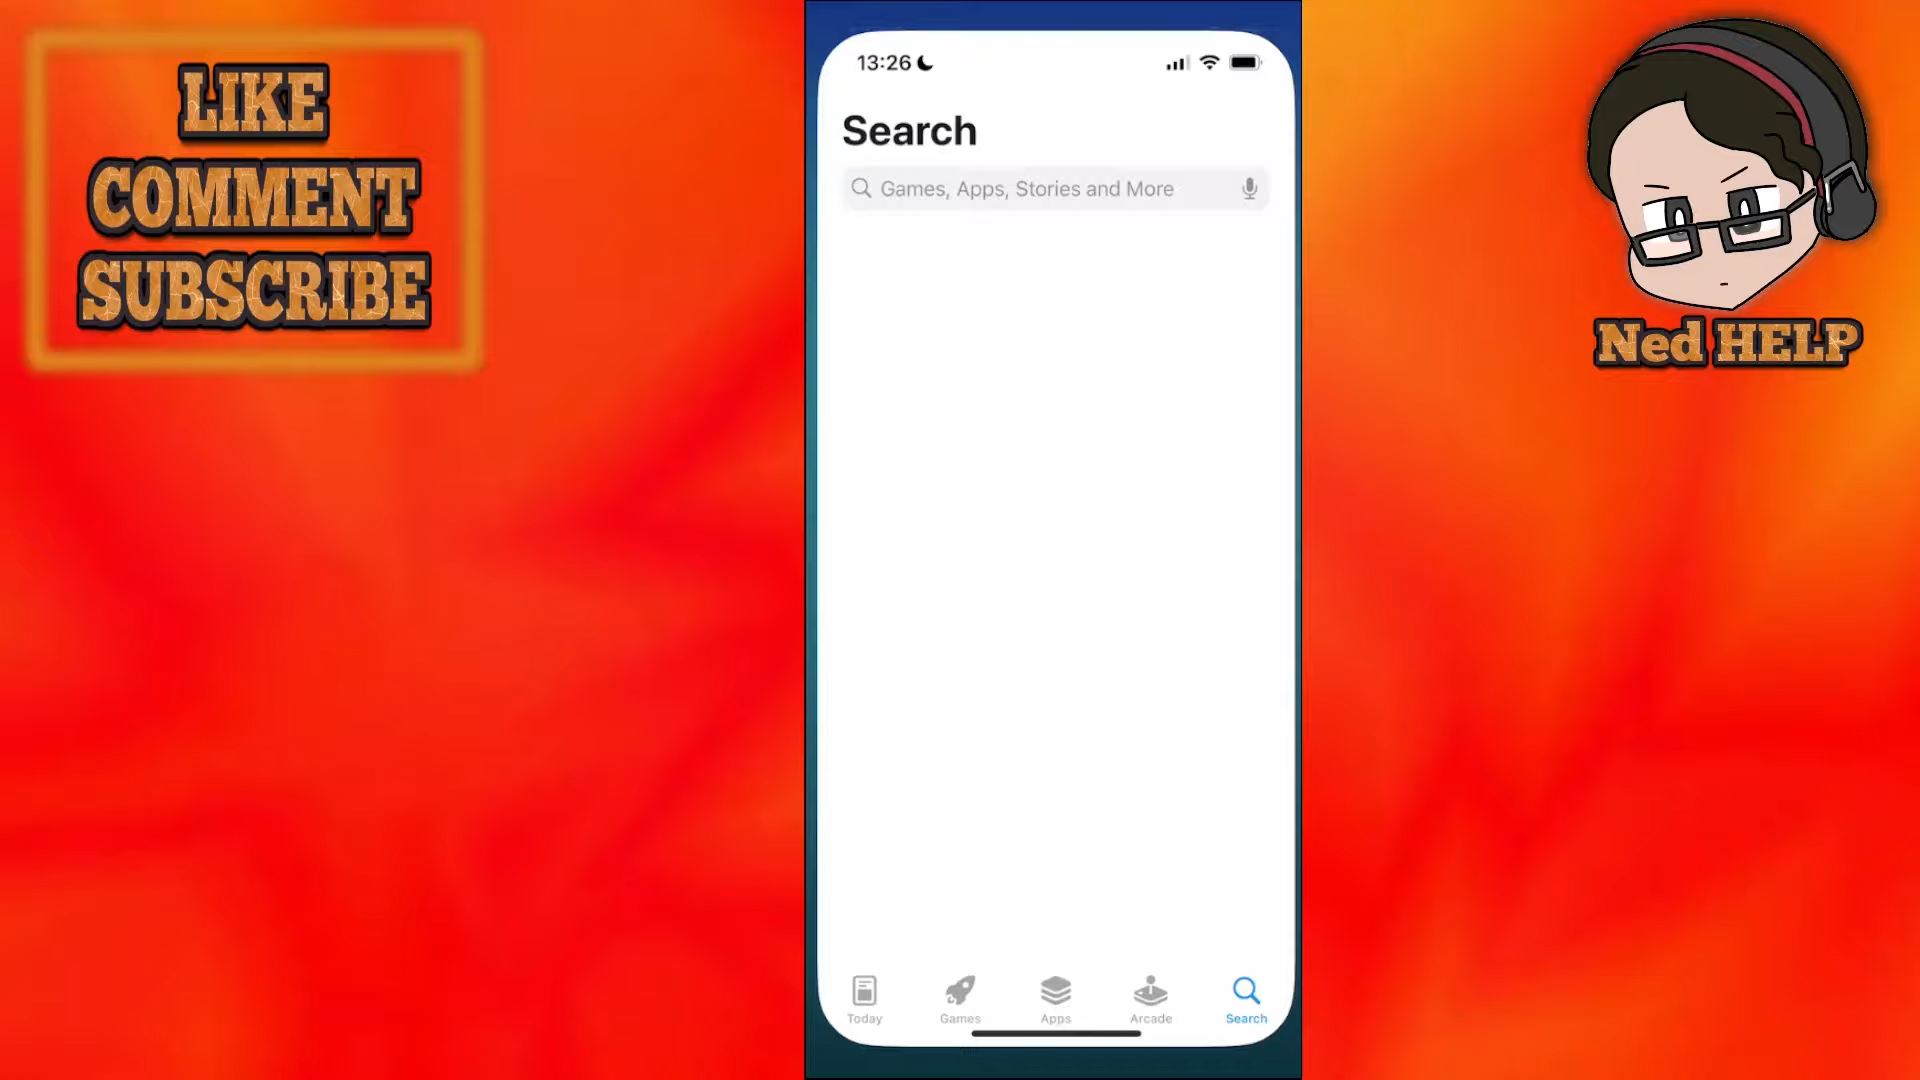 LIKE
COMMENT
SUBSCRIBE
13:26
Search
Games, Apps, Stories and More
Today
Games
Apps
Arcade
Search
Ned HELP